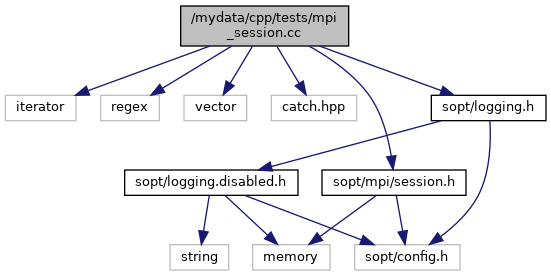 /mydata/cpp/tests/mpi
_session.cc
iterator
regex
vector
catch.hpp
sopt/logging.h
sopt/logging.disabled.h
sopt/mpi/session.h
string
memory
sopt/config.h